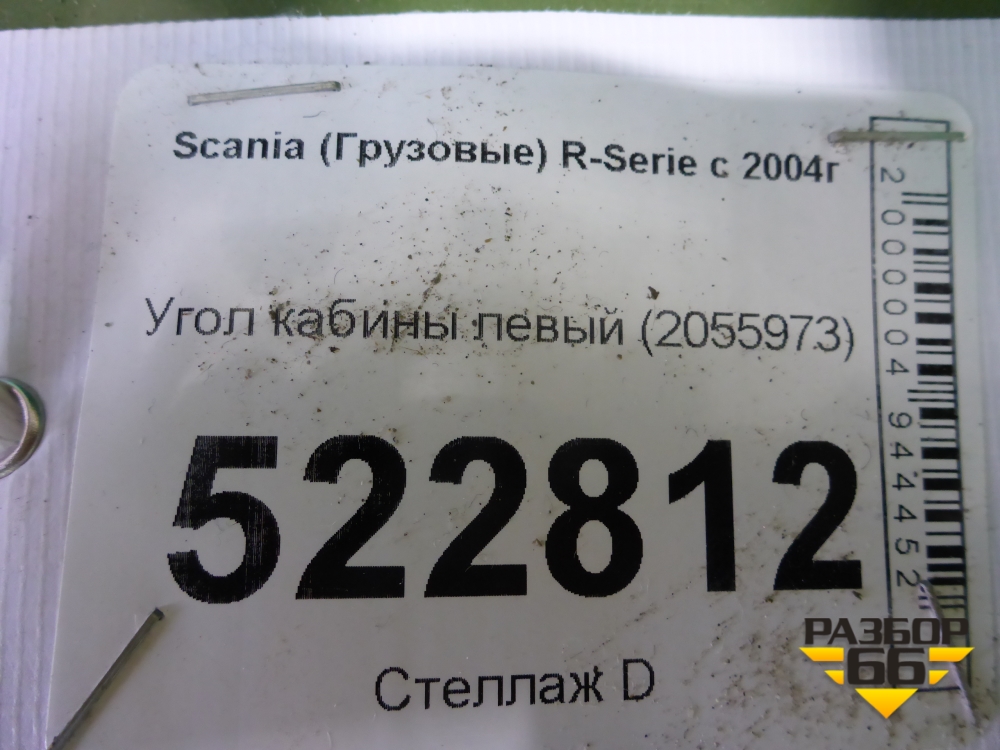 Scania (Грузовые) R-Serie с 2004г
Угол кабины левый (2055973)
522812
Стеллаж D
2000004944452
РАЗБОР
66